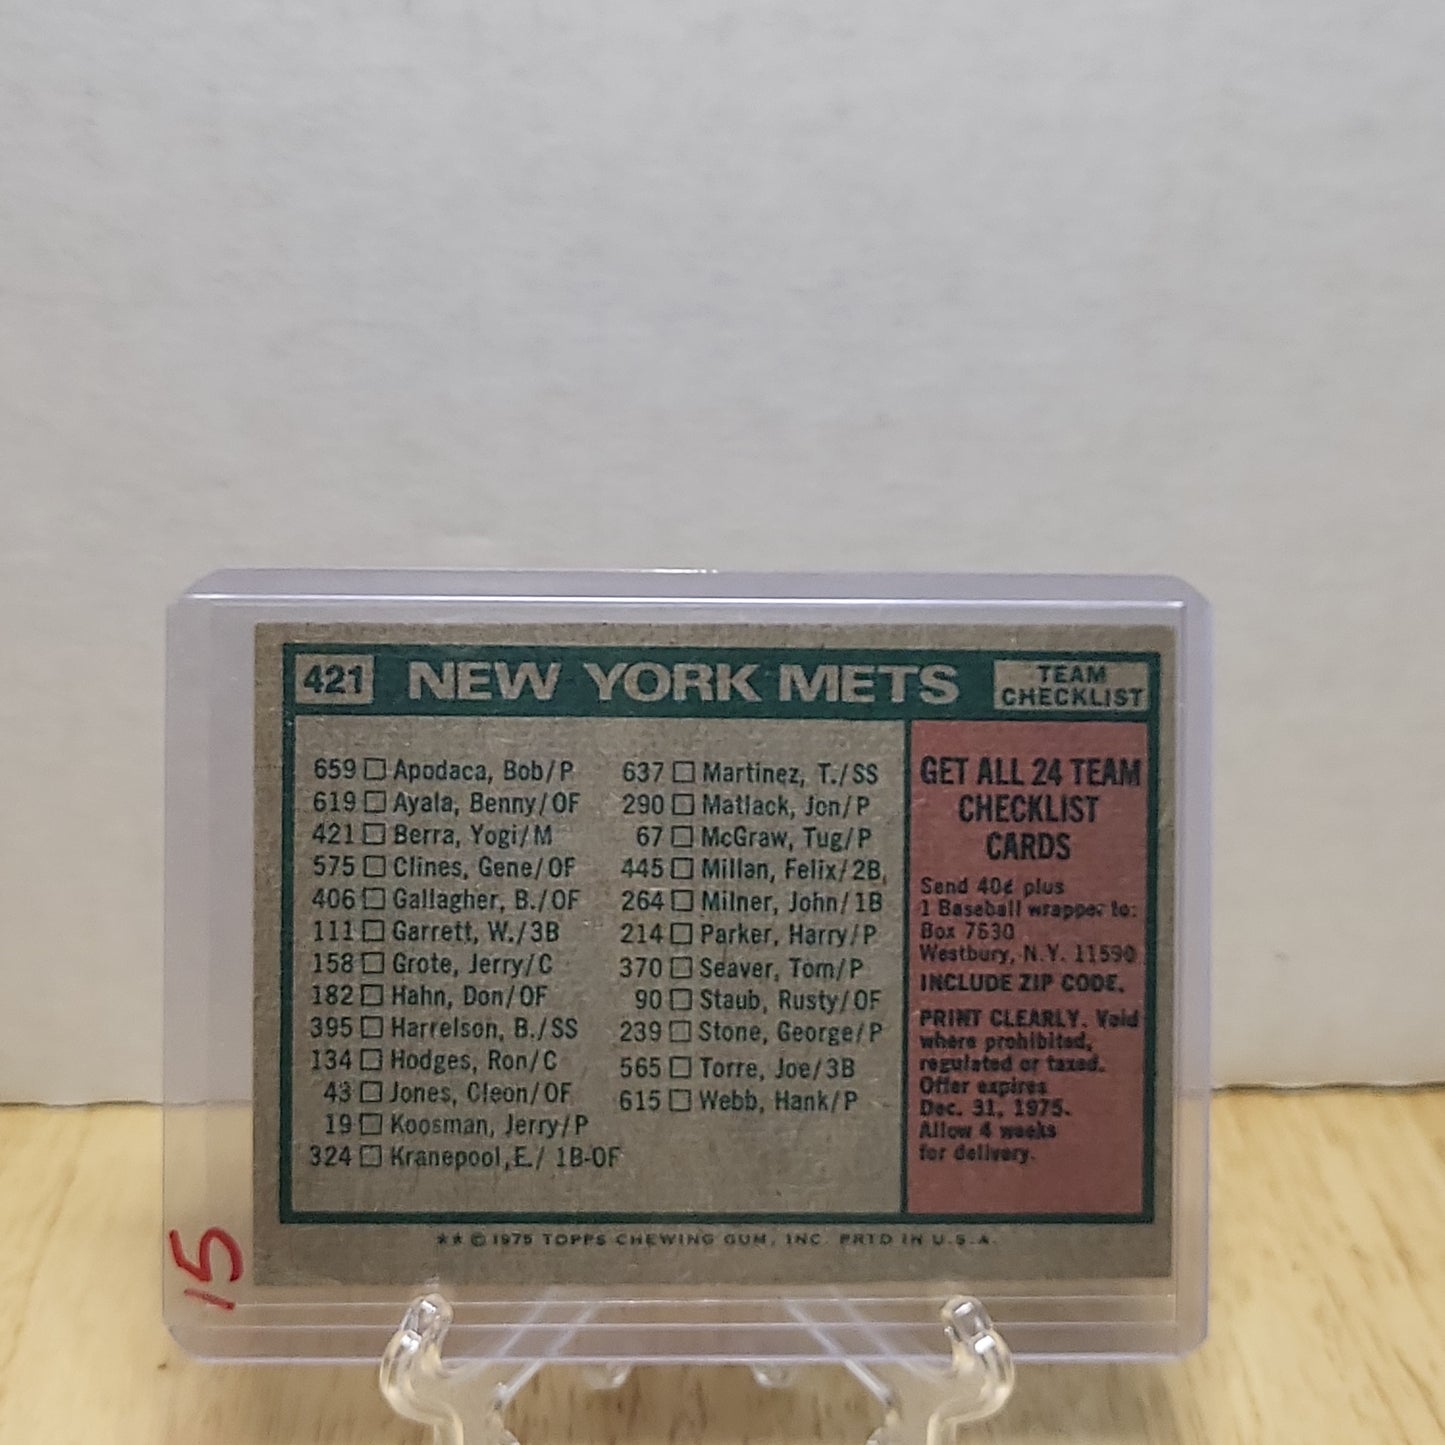 421 NEW YORK METS TEAM CHECKLIST
659 Apodaca, Bob/P
619 Ayala, Benny/OF
421 Berra, Yogi/M
575 Clines, Gene/OF
406 Gallagher, B./OF
111 Garrett, W./3B
158 Grote, Jerry/C
182 Hahn, Don/OF
395 Harrelson, B./SS
134 Hodges, Ron/C
43 Jones, Cleon/OF
19 Koosman, Jerry/P
324 Kranepool, E./ 1B-OF
637 Martinez, T./SS
290 Matlack, Jon/P
67 McGraw, Tug/P
445 Millan, Felix/2B,
264 Milner, John/1B
214 Parker, Harry/P
370 Seaver, Tom/P
90 Staub, Rusty/OF
239 Stone, George/P
565 Torre, Joe/3B
615 Webb, Hank/P
GET ALL 24 TEAM
CHECKLIST
CARDS
Send 40¢ plus
1 Baseball wrapper to:
Box 7630
Westbury, N.Y. 11590
INCLUDE ZIP CODE.
PRINT CLEARLY. Void
where prohibited,
regulated or taxed.
Offer expires
Dec. 31, 1975.
Allow 4 weeks
for delivery.
** © 1975 TOPPS CHEWING GUM, INC. PRTD IN U.S.A.
15